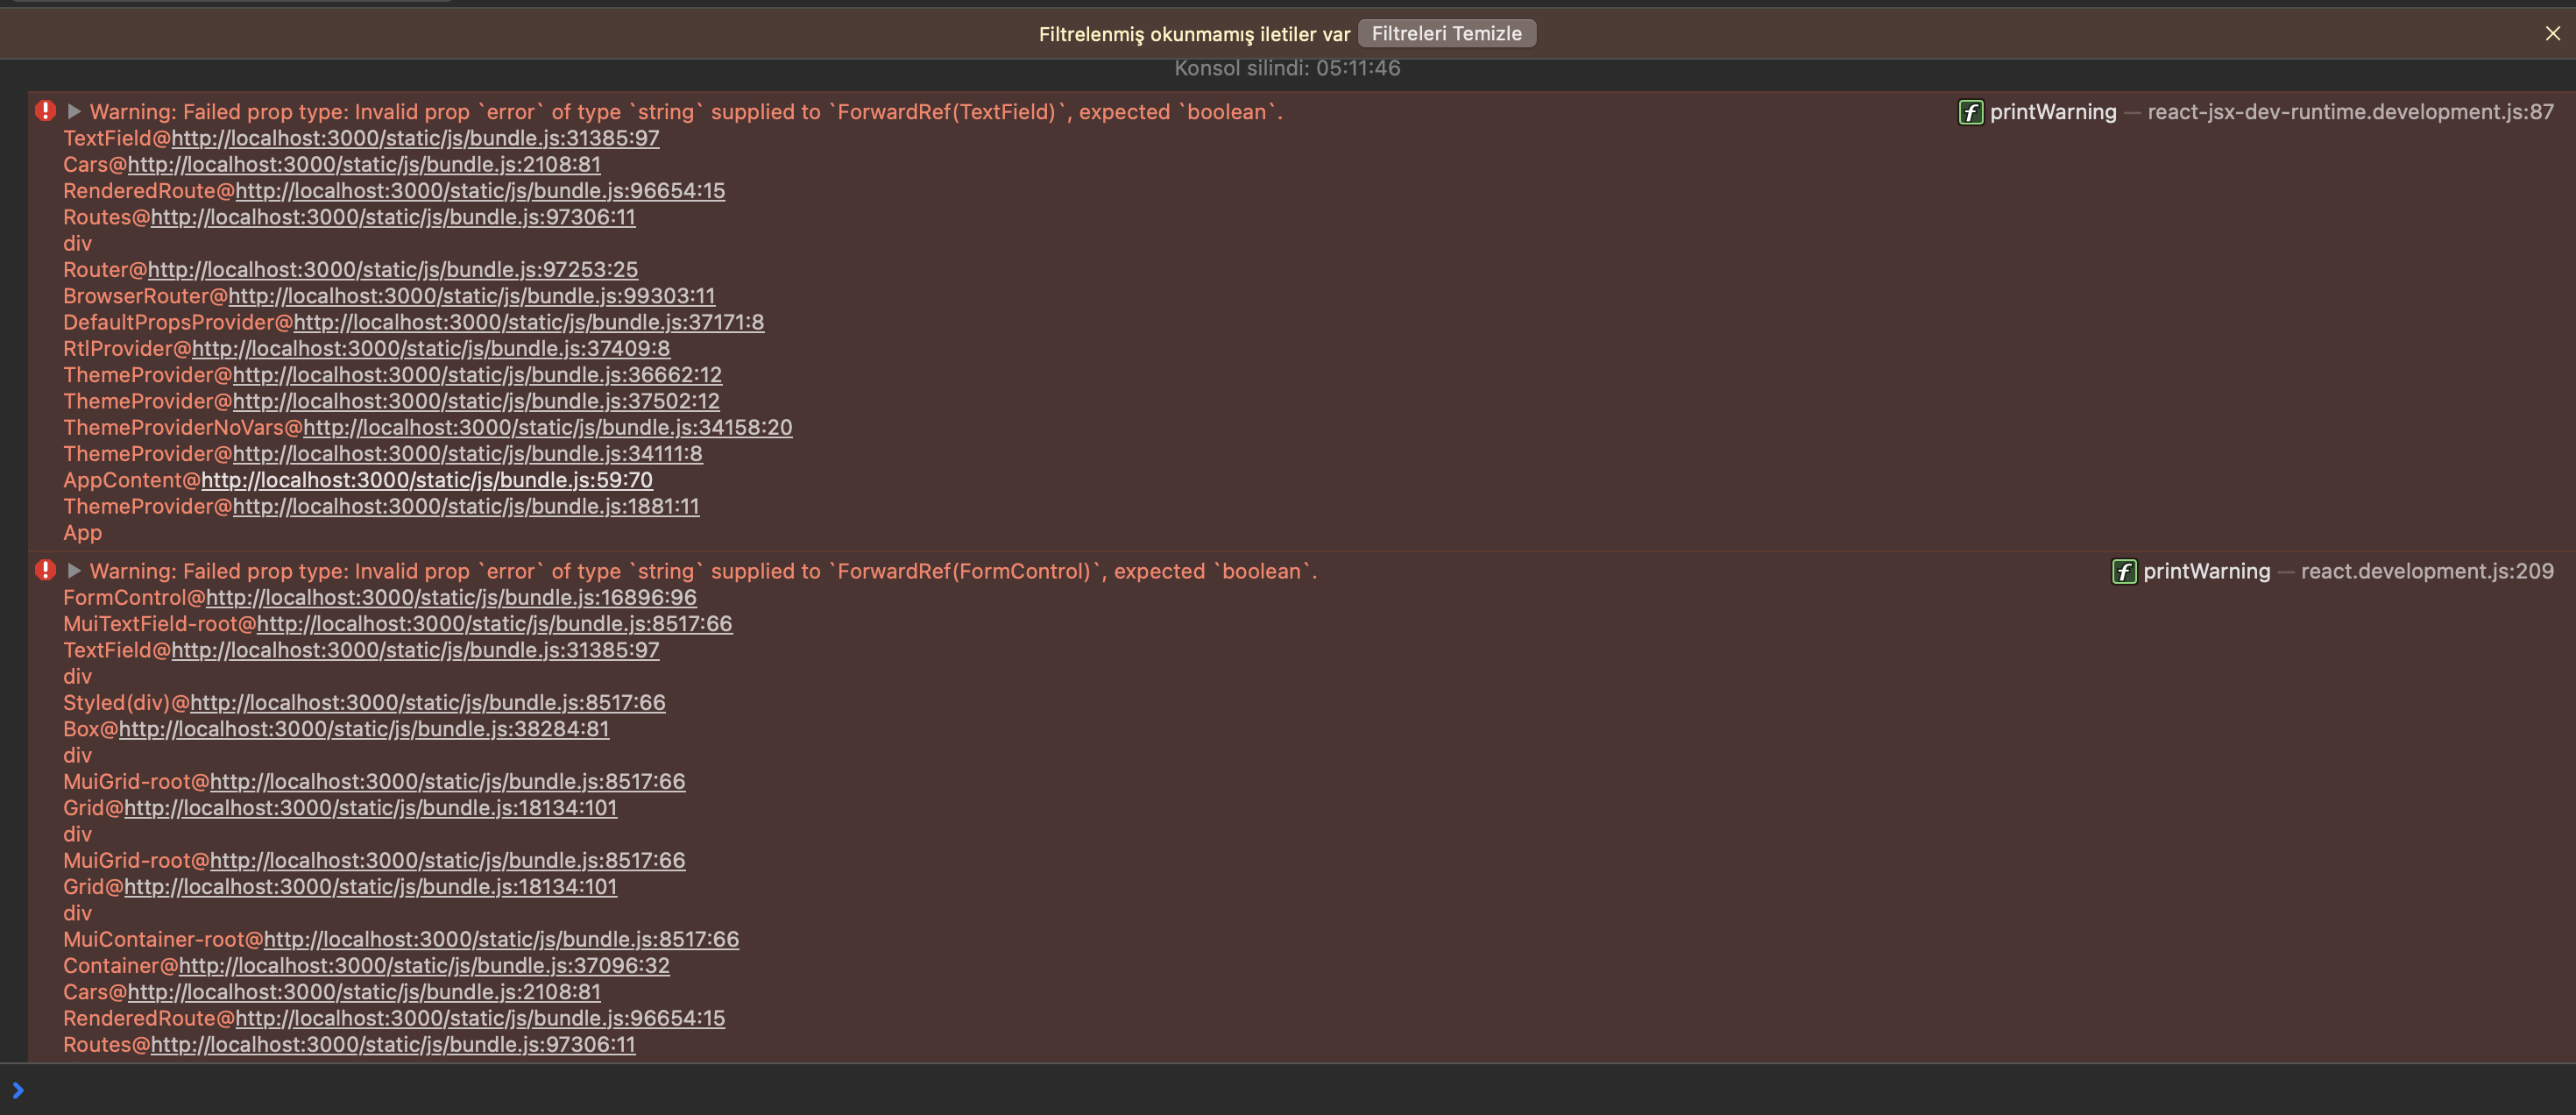 Filtrelenmiş okunmamış iletiler var Filtreleri Temizle
Konsol silindi: 05:11:46
Warning: Failed prop type: Invalid prop `error` of type `string` supplied to `ForwardRef(TextField)`, expected `boolean`. printWarning — react-jsx-dev-runtime.development.js:87
TextField@http://localhost:3000/static/js/bundle.js:31385:97
Cars@http://localhost:3000/static/js/bundle.js:2108:81
RenderedRoute@http://localhost:3000/static/js/bundle.js:96654:15
Routes@http://localhost:3000/static/js/bundle.js:97306:11
div
Router@http://localhost:3000/static/js/bundle.js:97253:25
BrowserRouter@http://localhost:3000/static/js/bundle.js:99303:11
DefaultPropsProvider@http://localhost:3000/static/js/bundle.js:37171:8
RtlProvider@http://localhost:3000/static/js/bundle.js:37409:8
ThemeProvider@http://localhost:3000/static/js/bundle.js:36662:12
ThemeProvider@http://localhost:3000/static/js/bundle.js:37502:12
ThemeProviderNoVars@http://localhost:3000/static/js/bundle.js:34158:20
ThemeProvider@http://localhost:3000/static/js/bundle.js:34111:8
AppContent@http://localhost:3000/static/js/bundle.js:59:70
ThemeProvider@http://localhost:3000/static/js/bundle.js:1881:11
App
Warning: Failed prop type: Invalid prop `error` of type `string` supplied to `ForwardRef(FormControl)`, expected `boolean`. printWarning — react.development.js:209
FormControl@http://localhost:3000/static/js/bundle.js:16896:96
MuiTextField-root@http://localhost:3000/static/js/bundle.js:8517:66
TextField@http://localhost:3000/static/js/bundle.js:31385:97
div
Styled(div)@http://localhost:3000/static/js/bundle.js:8517:66
Box@http://localhost:3000/static/js/bundle.js:38284:81
div
MuiGrid-root@http://localhost:3000/static/js/bundle.js:8517:66
Grid@http://localhost:3000/static/js/bundle.js:18134:101
div
MuiGrid-root@http://localhost:3000/static/js/bundle.js:8517:66
Grid@http://localhost:3000/static/js/bundle.js:18134:101
div
MuiContainer-root@http://localhost:3000/static/js/bundle.js:8517:66
Container@http://localhost:3000/static/js/bundle.js:37096:32
Cars@http://localhost:3000/static/js/bundle.js:2108:81
RenderedRoute@http://localhost:3000/static/js/bundle.js:96654:15
Routes@http://localhost:3000/static/js/bundle.js:97306:11